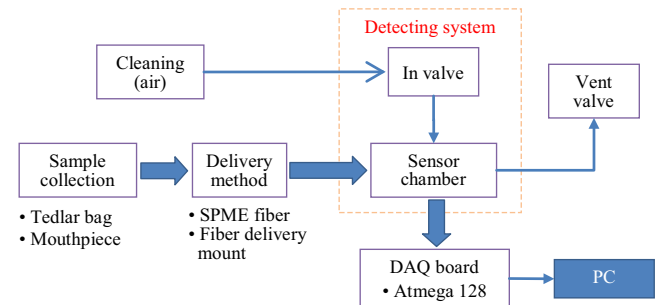 Detecting system
Cleaning
(air)
In valve
Vent
valve
Sample
collection
Delivery
method
Sensor
chamber
• Tedlar bag
• Mouthpiece
• SPME fiber
• Fiber delivery
mount
DAQ board
• Atmega 128
PC